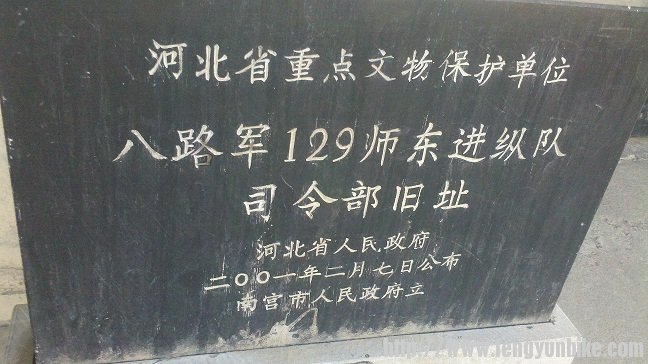 河北省重点文物保护单位
八路军129师东进纵队
司令部旧址
河北省人民政府
二〇〇一年二月七日公布
南宫市人民政府立
https://www.fengyunbike.com